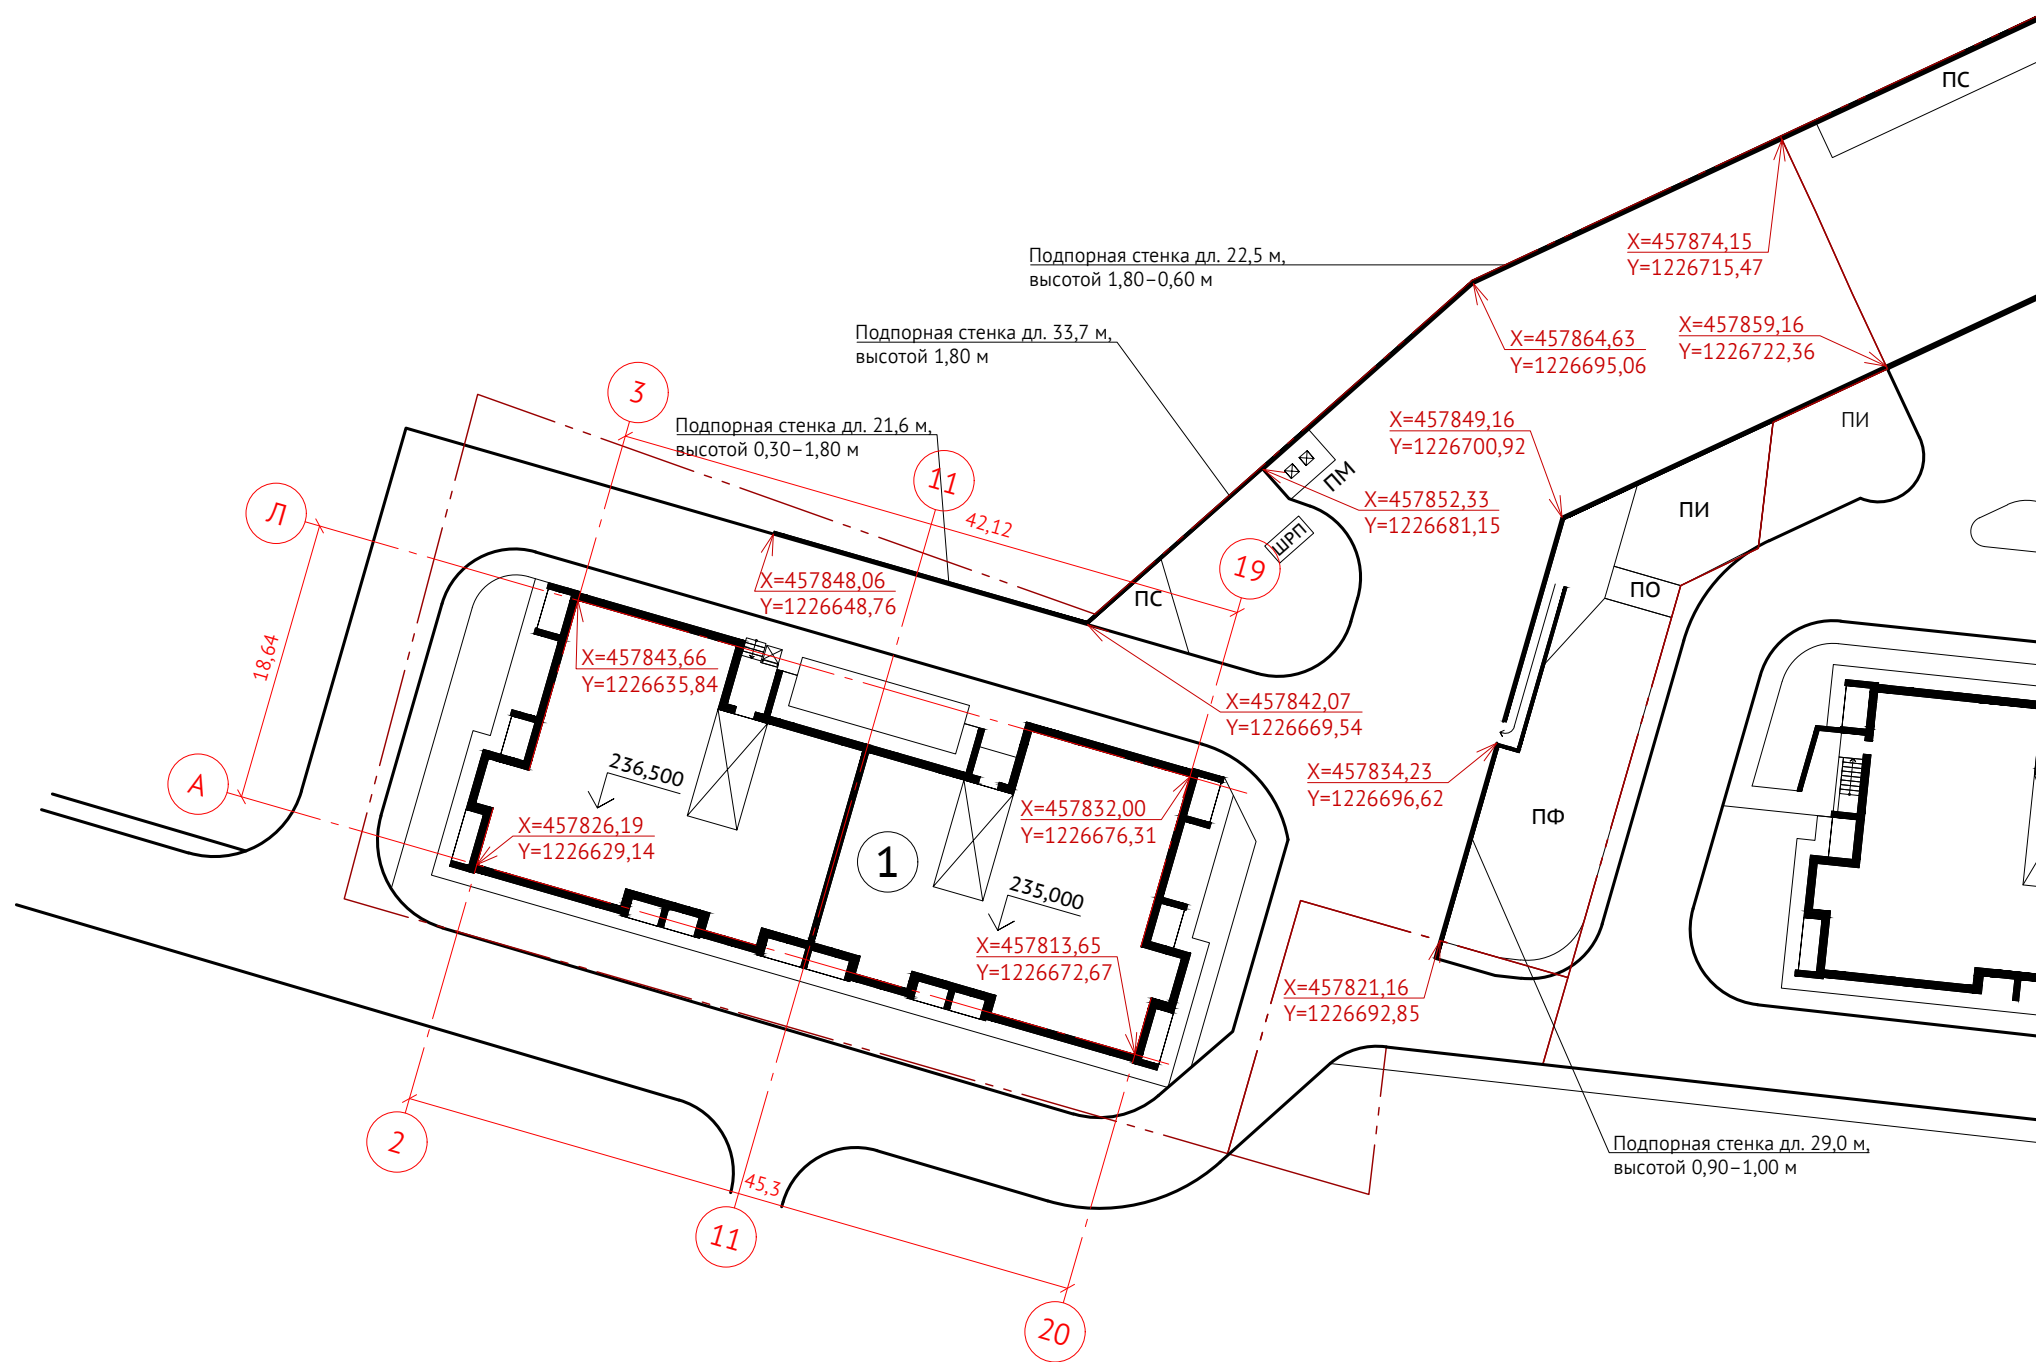 ПС
X=457874,15
Y=1226715,47
Подпорная стенка дл. 22,5 м,
высотой 1,80–0,60 м
X=457864,63
Y=1226695,06
X=457859,16
Y=1226722,36
Подпорная стенка дл. 33,7 м,
высотой 1,80 м
3
Подпорная стенка дл. 21,6 м,
высотой 0,30–1,80 м
X=457849,16
Y=1226700,92
ПИ
11
ПМ
Л
42,12
X=457852,33
Y=1226681,15
ПИ
ШРП
19
X=457848,06
Y=1226648,76
ПС
ПО
18,64
X=457843,66
Y=1226635,84
X=457842,07
Y=1226669,54
А
236,500
X=457834,23
Y=1226696,62
X=457832,00
Y=1226676,31
ПФ
X=457826,19
Y=1226629,14
1
235,000
X=457813,65
Y=1226672,67
X=457821,16
Y=1226692,85
2
Подпорная стенка дл. 29,0 м,
высотой 0,90–1,00 м
45,3
11
20